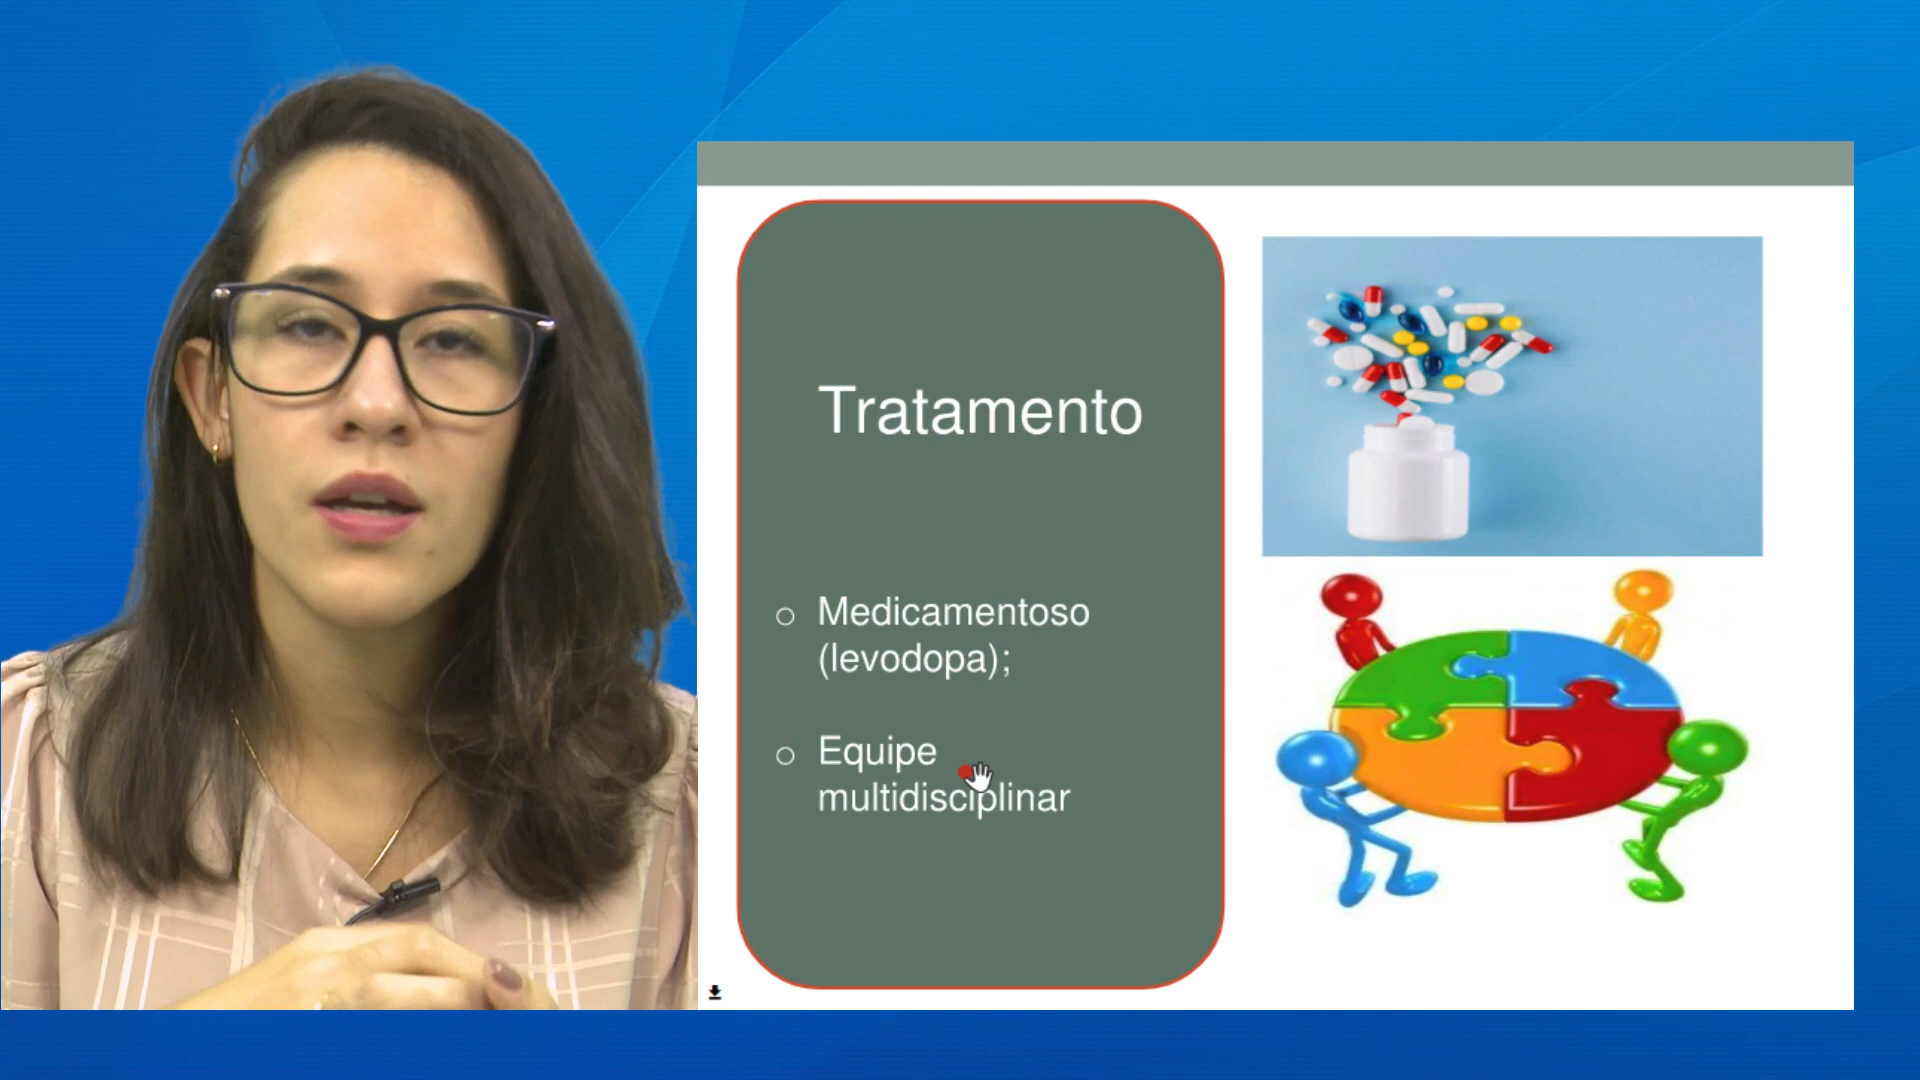 Tratamento
Medicamentoso
(levodopa);
Equipe
multidisciplinar